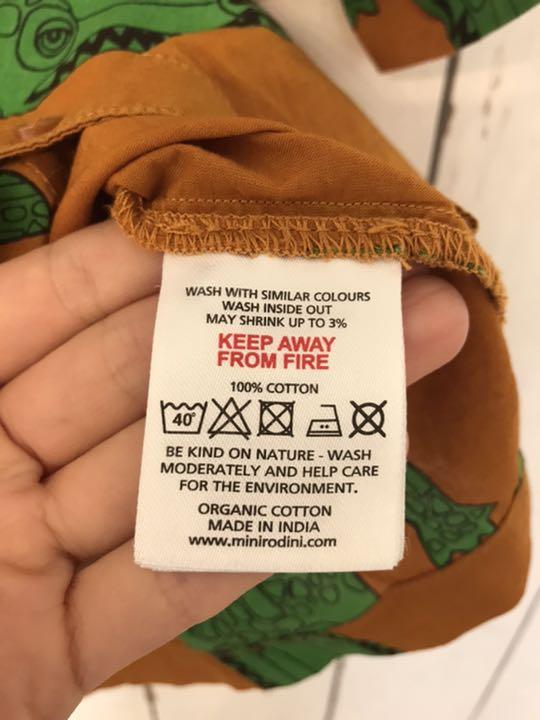 WASH WITH SIMILAR COLOURS
WASH INSIDE OUT
MAY SHRINK UP TO 3%
KEEP AWAY
FROM FIRE
100% COTTON
40°
BE KIND ON NATURE - WASH
MODERATELY AND HELP CARE
FOR THE ENVIRONMENT.
ORGANIC COTTON
MADE IN INDIA
www.minirodini.com